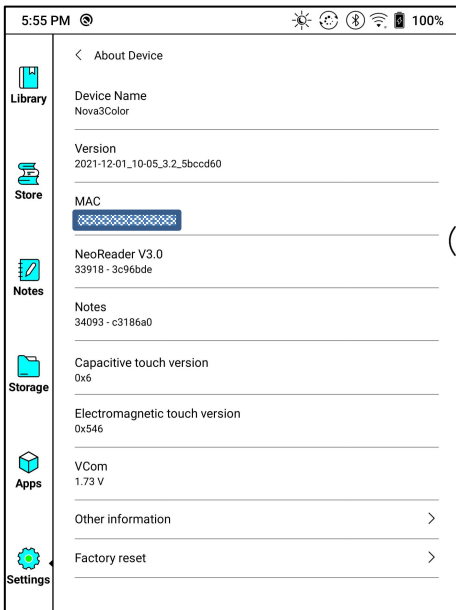 5:55 PM
100%
About Device
Library
Store
Notes
Storage
Apps
Settings
Device Name
Nova3Color
Version
2021-12-01_10-05_3.2_5bccd60
MAC
NeoReader V3.0
33918 - 3c96bde
Notes
34093 - c3186a0
Capacitive touch version
0x6
Electromagnetic touch version
0x546
VCom
1.73 V
Other information
Factory reset